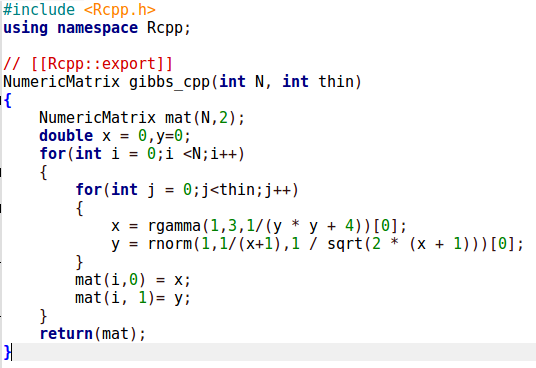 #include <Rcpp.h>
using namespace Rcpp;

// [[Rcpp::export]]
NumericMatrix gibbs_cpp(int N, int thin)
{
    NumericMatrix mat(N,2);
    double x = 0,y=0;
    for(int i = 0;i <N;i++)
    {
        for(int j = 0;j<thin;j++)
        {
            x = rgamma(1,3,1/(y * y + 4))[0];
            y = rnorm(1,1/(x+1),1 / sqrt(2 * (x + 1)))[0];
        }
        mat(i,0) = x;
        mat(i, 1)= y;
    }
    return(mat);
}